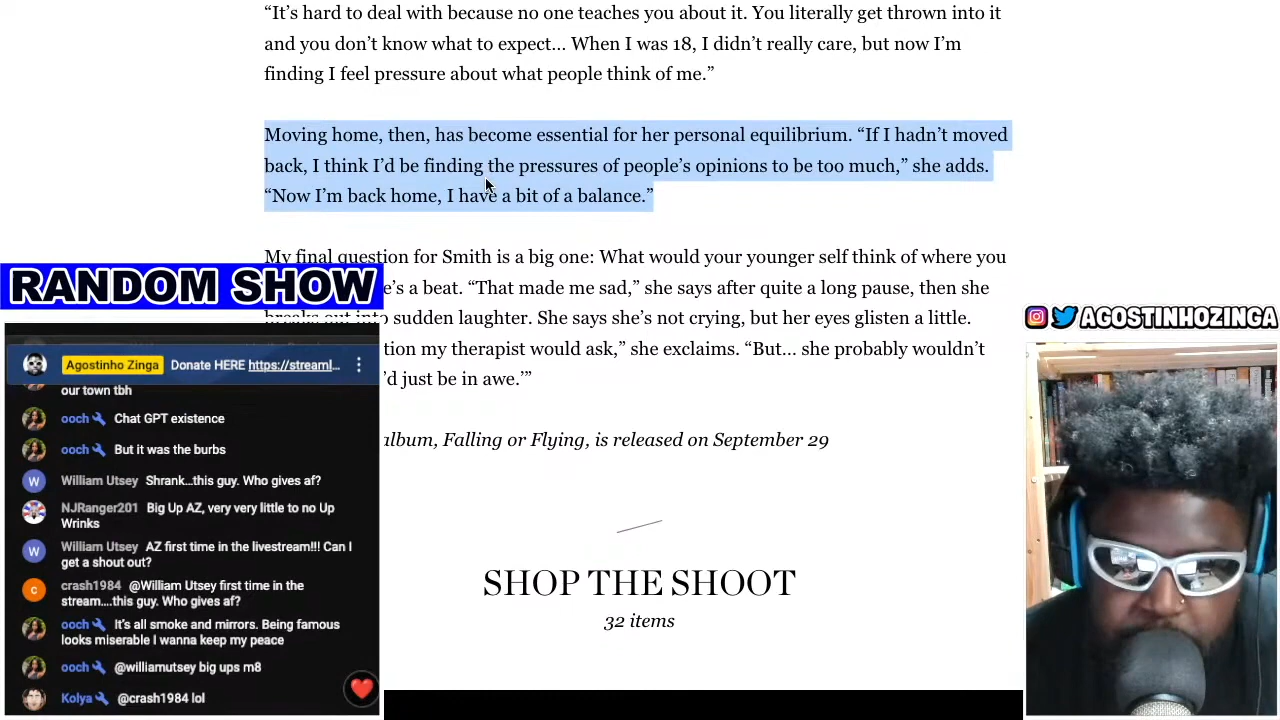 “It’s hard to deal with because no one teaches you about it. You literally get thrown into it
and you don’t know what to expect… When I was 18, I didn’t really care, but now I’m
finding I feel pressure about what people think of me.”
Moving home, then, has become essential for her personal equilibrium. “If I hadn’t moved
back, I think I’d be finding the pressures of people’s opinions to be too much,” she adds.
“Now I’m back home, I have a bit of a balance.”
My final question for Smith is a big one: What would your younger self think of where you
’s a beat. “That made me sad,” she says after quite a long pause, then she
breaks out into sudden laughter. She says she’s not crying, but her eyes glisten a little.
tion my therapist would ask,” she exclaims. “But… she probably wouldn’t
’d just be in awe.’”
album, Falling or Flying, is released on September 29
SHOP THE SHOOT
32 items
RANDOM SHOW
Agostinho Zinga Donate HERE https://streaml...
our town tbh
ooch Chat GPT existence
ooch But it was the burbs
William Utsey Shrank...this guy. Who gives af?
NJRanger201 Big Up AZ, very very little to no Up
Wrinks
William Utsey AZ first time in the livestream!!! Can I
get a shout out?
crash1984 @William Utsey first time in the
stream....this guy. Who gives af?
ooch It’s all smoke and mirrors. Being famous
looks miserable I wanna keep my peace
ooch @williamutsey big ups m8
Kolya @crash1984 lol
AGOSTINHOZINGA